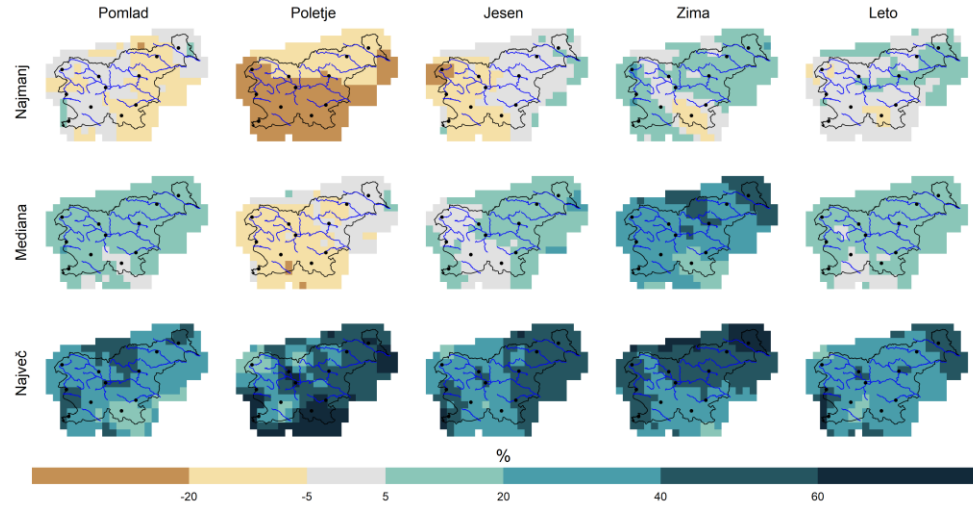 Pomlad Poletje Jesen Zima Leto
Najmanj
Mediana
Največ
%
-20 -5 5 20 40 60